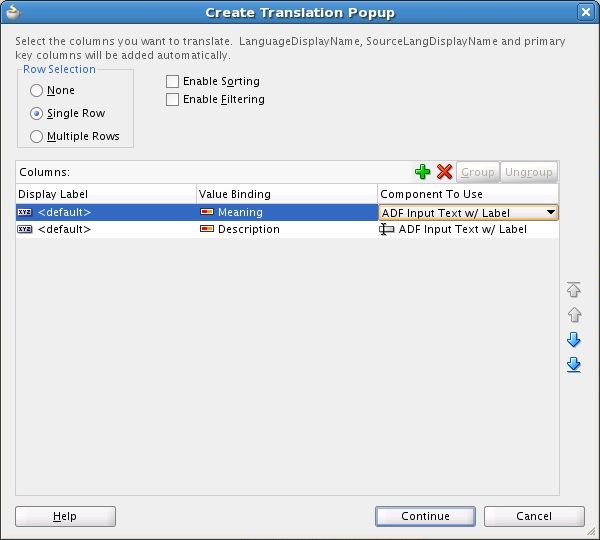 Create Translation Popup
Select the columns you want to translate. LanguageDisplayName, SourceLangDisplayName and primary
key columns will be added automatically.
Row Selection
None
Single Row
Multiple Rows
Enable Sorting
Enable Filtering
Columns:
Group
Ungroup
Display Label
Value Binding
Component To Use
<default>
Meaning
ADF Input Text w/ Label
<default>
Description
ADF Input Text w/ Label
Help
Continue
Cancel